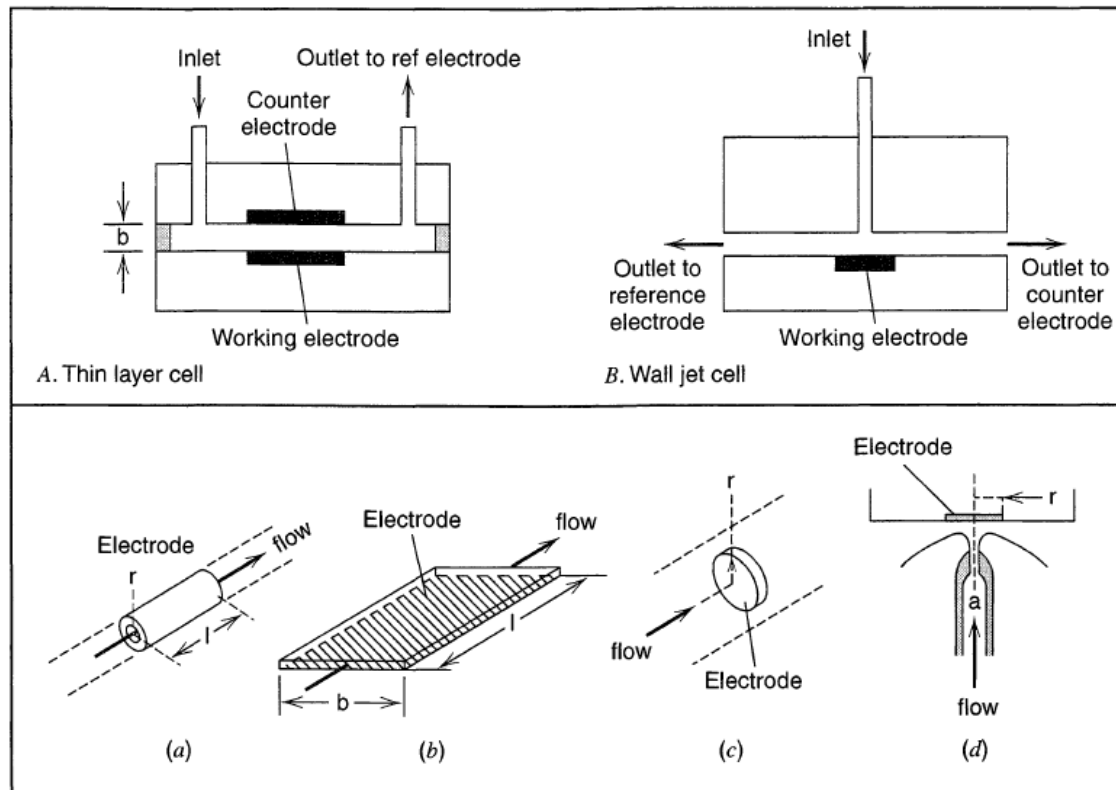 Inlet
Outlet to ref electrode
Counter
electrode
b
Working electrode
A. Thin layer cell
Inlet
Outlet to
reference
electrode
Outlet to
counter
electrode
Working electrode
B. Wall jet cell
Electrode
r
flow
l
(a)
Electrode
flow
l
b
(b)
r
flow
Electrode
(c)
Electrode
r
a
flow
(d)